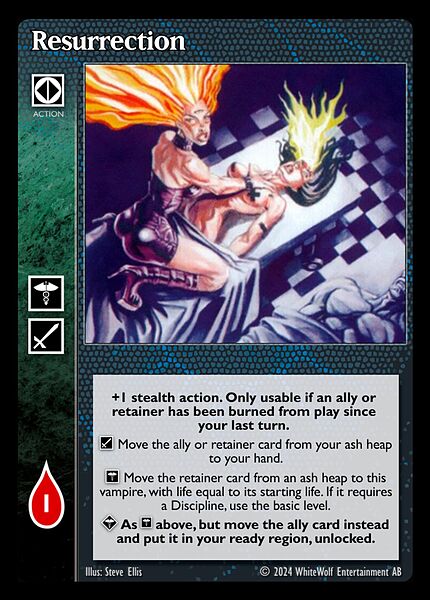 Resurrection
ACTION
+1 stealth action. Only usable if an ally or
retainer has been burned from play since
your last turn.
Move the ally or retainer card from your ash heap
to your hand.
Move the retainer card from an ash heap to this
vampire, with life equal to its starting life. If it requires
a Discipline, use the basic level.
As above, but move the ally card instead
and put it in your ready region, unlocked.
1
Illus: Steve Ellis
© 2024 WhiteWolf Entertainment AB